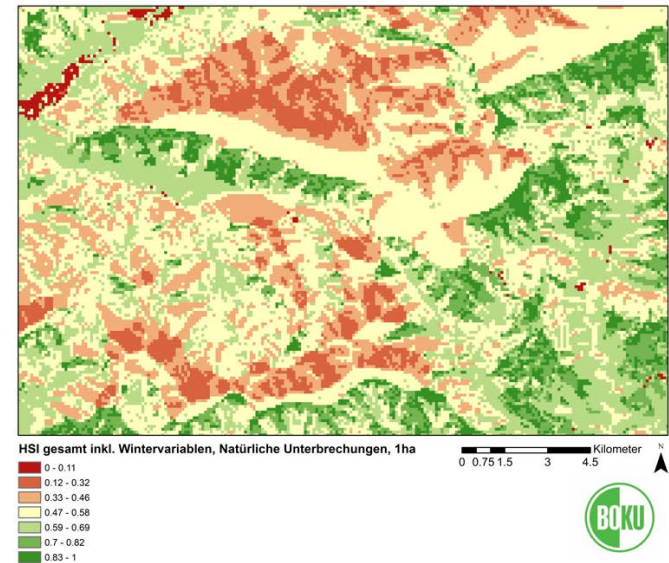 HSI gesamt inkl. Wintervariablen, Natürliche Unterbrechungen, 1ha
0 - 0.11
0.12 - 0.32
0.33 - 0.46
0.47 - 0.58
0.59 - 0.69
0.7 - 0.82
0.83 - 1
Kilometer
0 0.75 1.5 3 4.5
N
BOKU